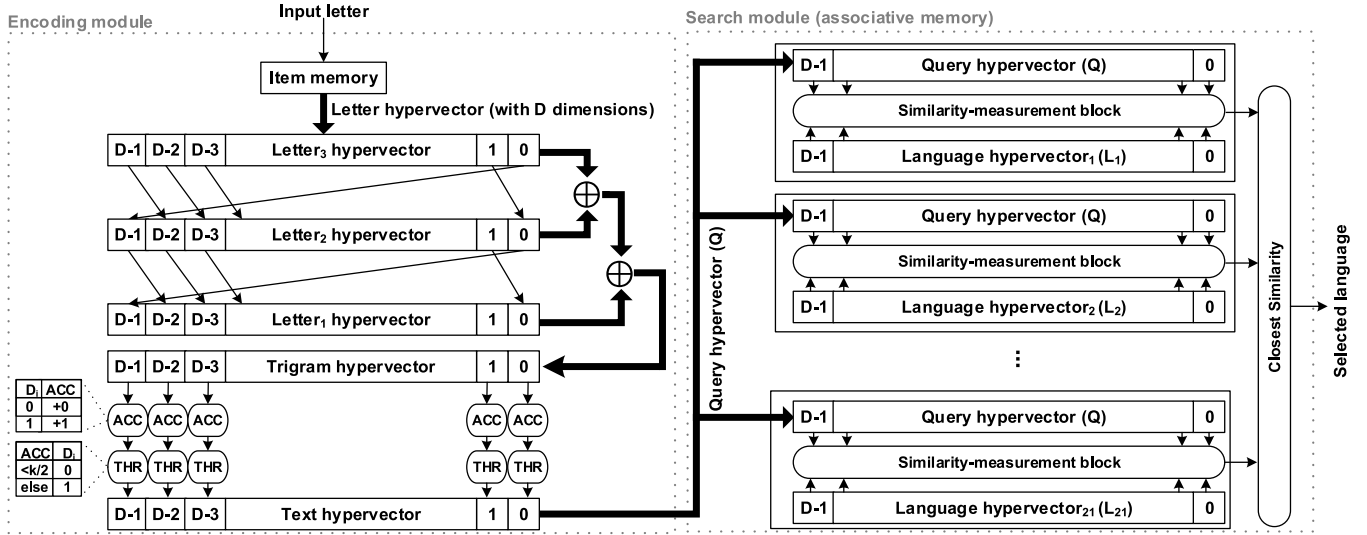 Encoding module
Input letter
Item memory
Letter hypervector (with D dimensions)
D-1 D-2 D-3 Letter₃ hypervector 1 0
D-1 D-2 D-3 Letter₂ hypervector 1 0
D-1 D-2 D-3 Letter₁ hypervector 1 0
D-1 D-2 D-3 Trigram hypervector 1 0
Dᵢ ACC
0 +0
1 +1
ACC ACC ACC ACC ACC
ACC Dᵢ
<k/2 0
else 1
THR THR THR THR THR
D-1 D-2 D-3 Text hypervector 1 0
Query hypervector (Q)
Search module (associative memory)
D-1 Query hypervector (Q) 0
Similarity-measurement block
D-1 Language hypervector₁ (L₁) 0
D-1 Query hypervector (Q) 0
Similarity-measurement block
D-1 Language hypervector₂ (L₂) 0
...
D-1 Query hypervector (Q) 0
Similarity-measurement block
D-1 Language hypervector₂₁ (L₂₁) 0
Closest Similarity
Selected language